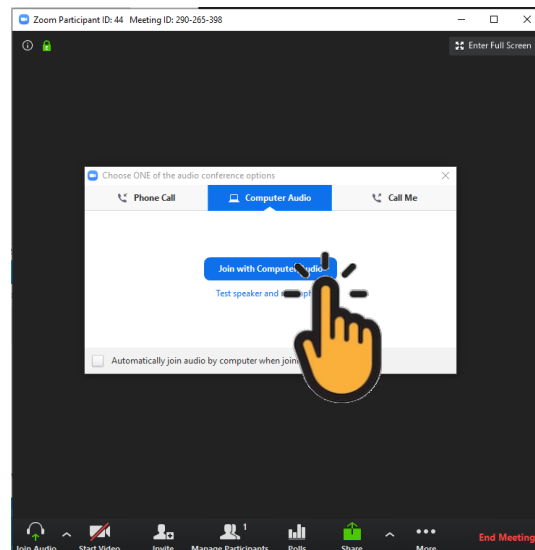 Zoom Participant ID: 44 Meeting ID: 290-265-398
Enter Full Screen
Choose ONE of the audio conference options
Phone Call
Computer Audio
Call Me
Join with Computer Audio
Test speaker and
Automatically join audio by computer when
Join Audio
Start Video
Invite
1
Manage Participants
Polls
Share
More
End Meeting